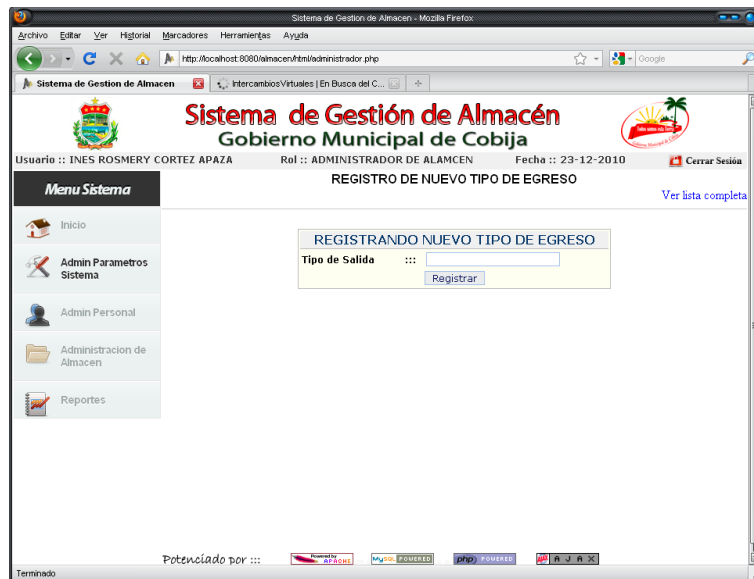 Sistema de Gestion de Almacen - Mozilla Firefox
Archivo Editar Ver Historial Marcadores Herramientas Ayuda
http://localhost:8080/almacen/html/administrador.php
Google
Sistema de Gestion de Almacen
IntercambiosVirtuales | En Busca del C...
Sistema de Gestión de Almacén
Gobierno Municipal de Cobija
Usuario :: INES ROSMERY CORTEZ APAZA Rol :: ADMINISTRADOR DE ALAMCEN Fecha :: 23-12-2010 Cerrar Sesión
Menu Sistema
REGISTRO DE NUEVO TIPO DE EGRESO
Ver lista completa
Inicio
Admin Parametros
Sistema
Admin Personal
Administracion de
Almacen
Reportes
REGISTRANDO NUEVO TIPO DE EGRESO
Tipo de Salida :::
Registrar
Potenciado por :::
Powered by
APACHE
MySQL POWERED
php POWERED
AJAX
Terminado